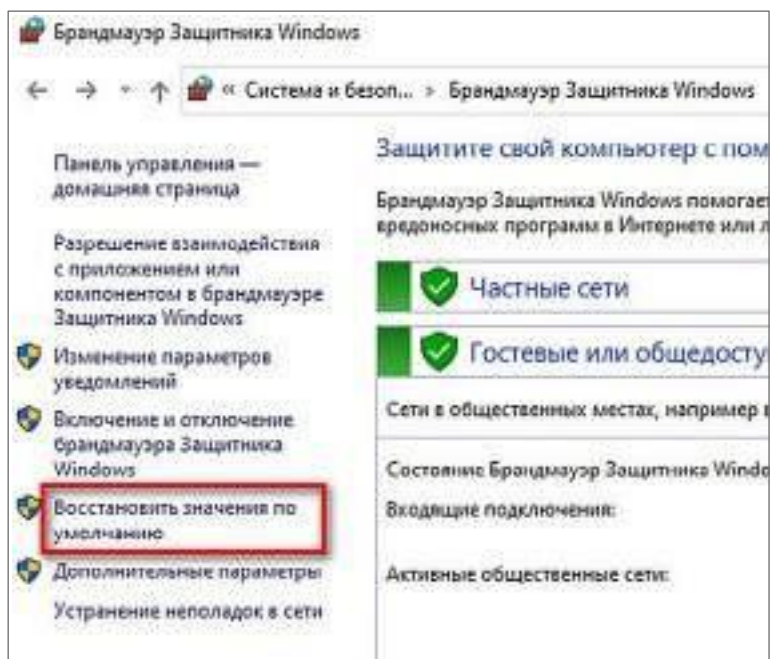 Брандмауэр Защитника Windows
« Система и безоп... > Брандмауэр Защитника Windows
Панель управления —
домашняя страница
Разрешение взаимодействия
с приложением или
компонентом в брандмауэре
Защитника Windows
Изменение параметров
уведомлений
Включение и отключение
брандмауэра Защитника
Windows
Восстановить значения по
умолчанию
Дополнительные параметры
Устранение неполадок в сети
Защитите свой компьютер с пом
Брандмауэр Защитника Windows помогает
вредоносных программ в Интернете или л
Частные сети
Гостевые или общедосту
Сети в общественных местах, например в
Состояние Брандмауэр Защитника Windo
Входящие подключения:
Активные общественные сети: